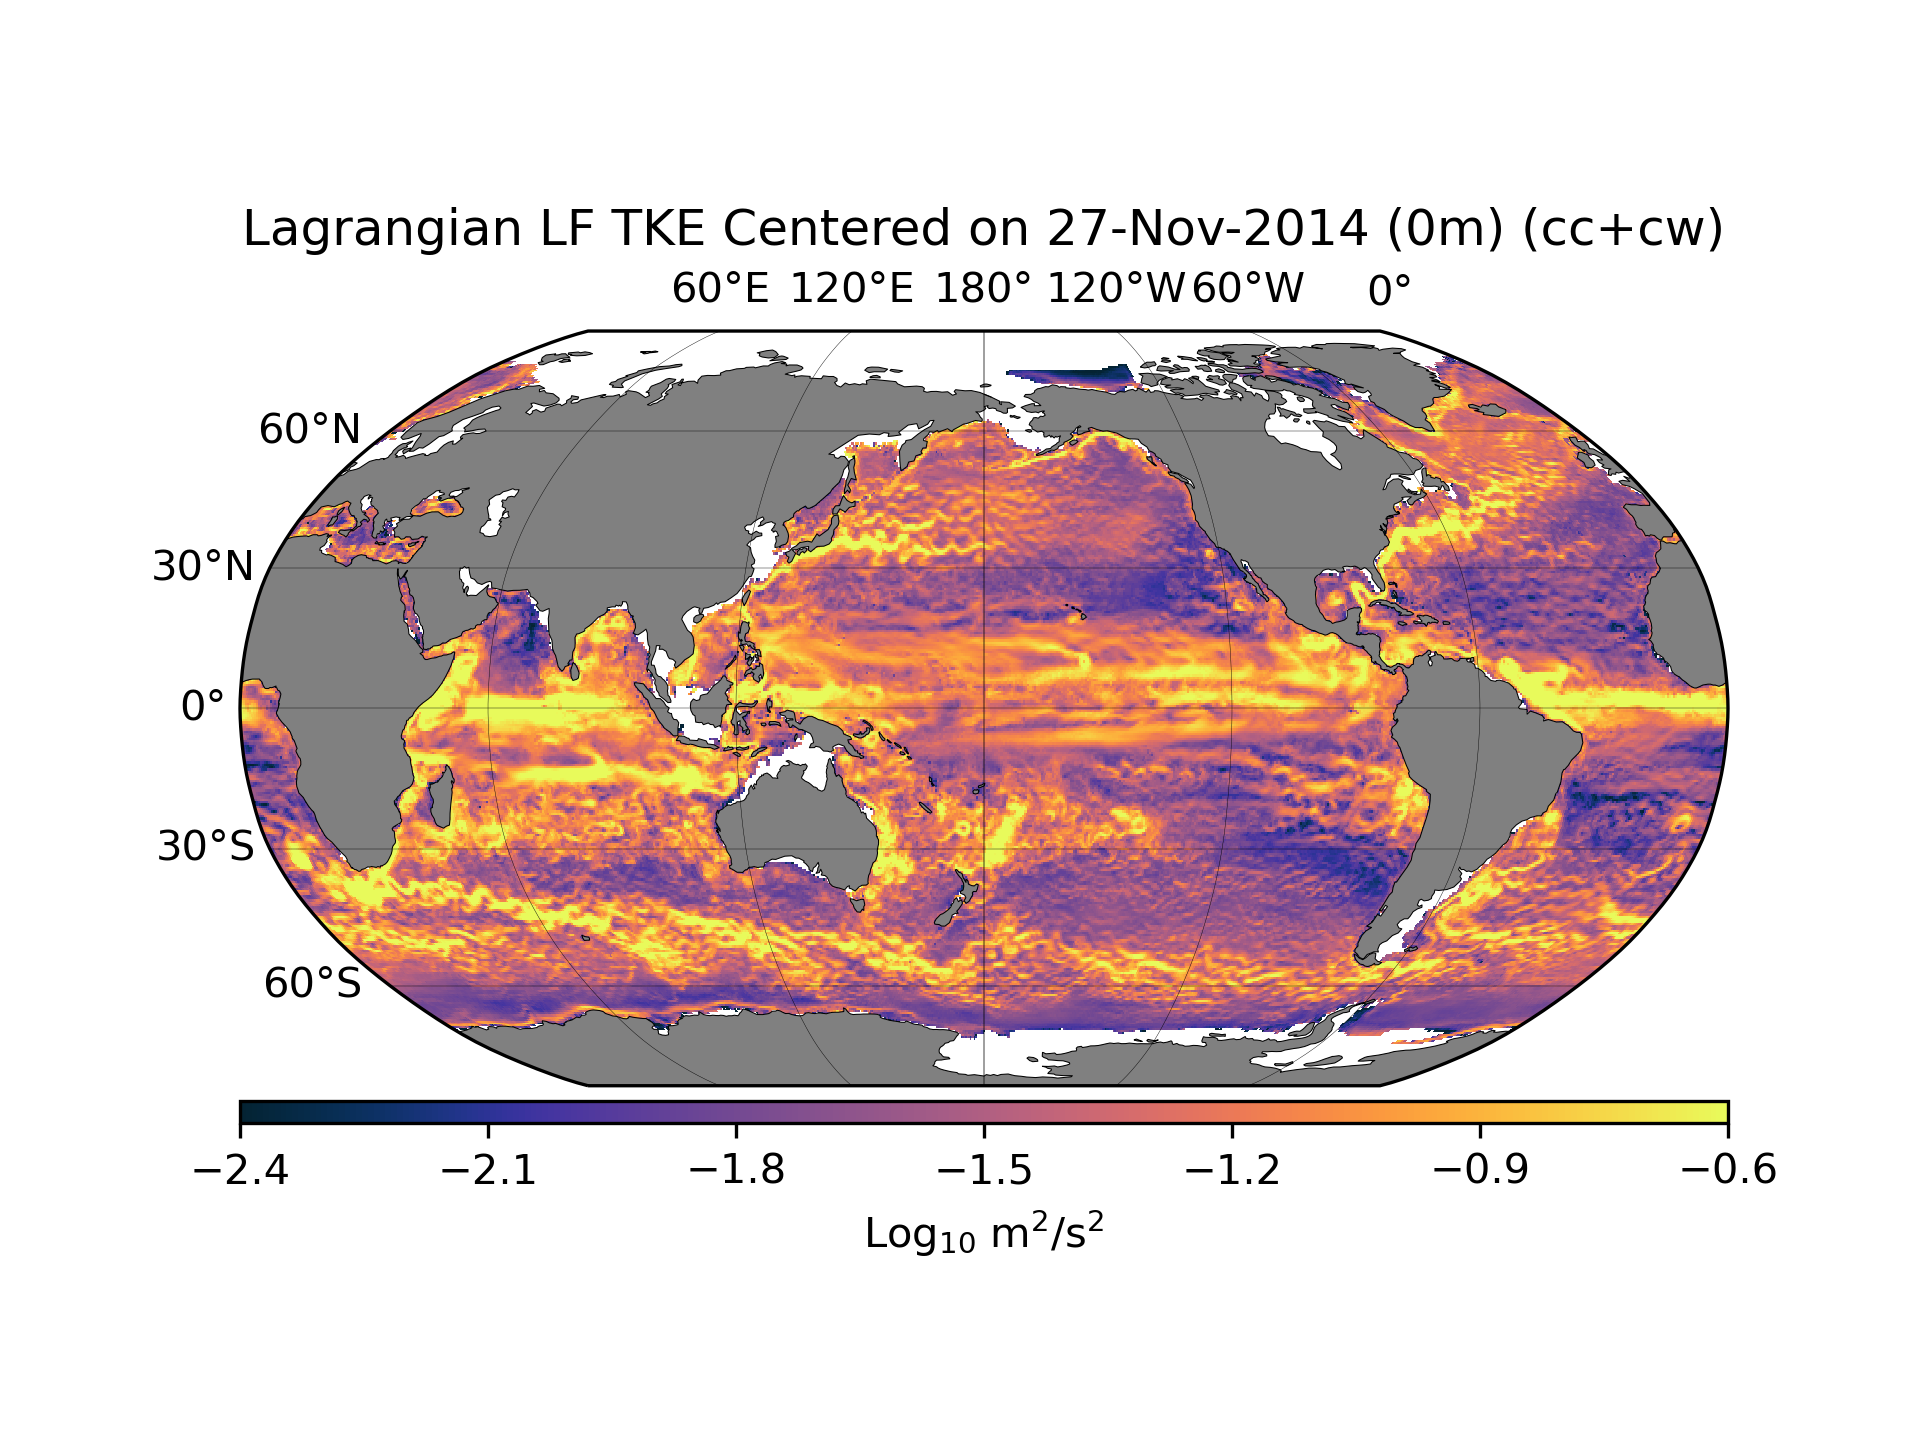 Lagrangian LF TKE Centered on 27-Nov-2014 (0m) (cc+cw)
60°E 120°E 180° 120°W 60°W 0°
60°N
30°N
0°
30°S
60°S
−2.4 −2.1 −1.8 −1.5 −1.2 −0.9 −0.6
Log₁₀ m²/s²